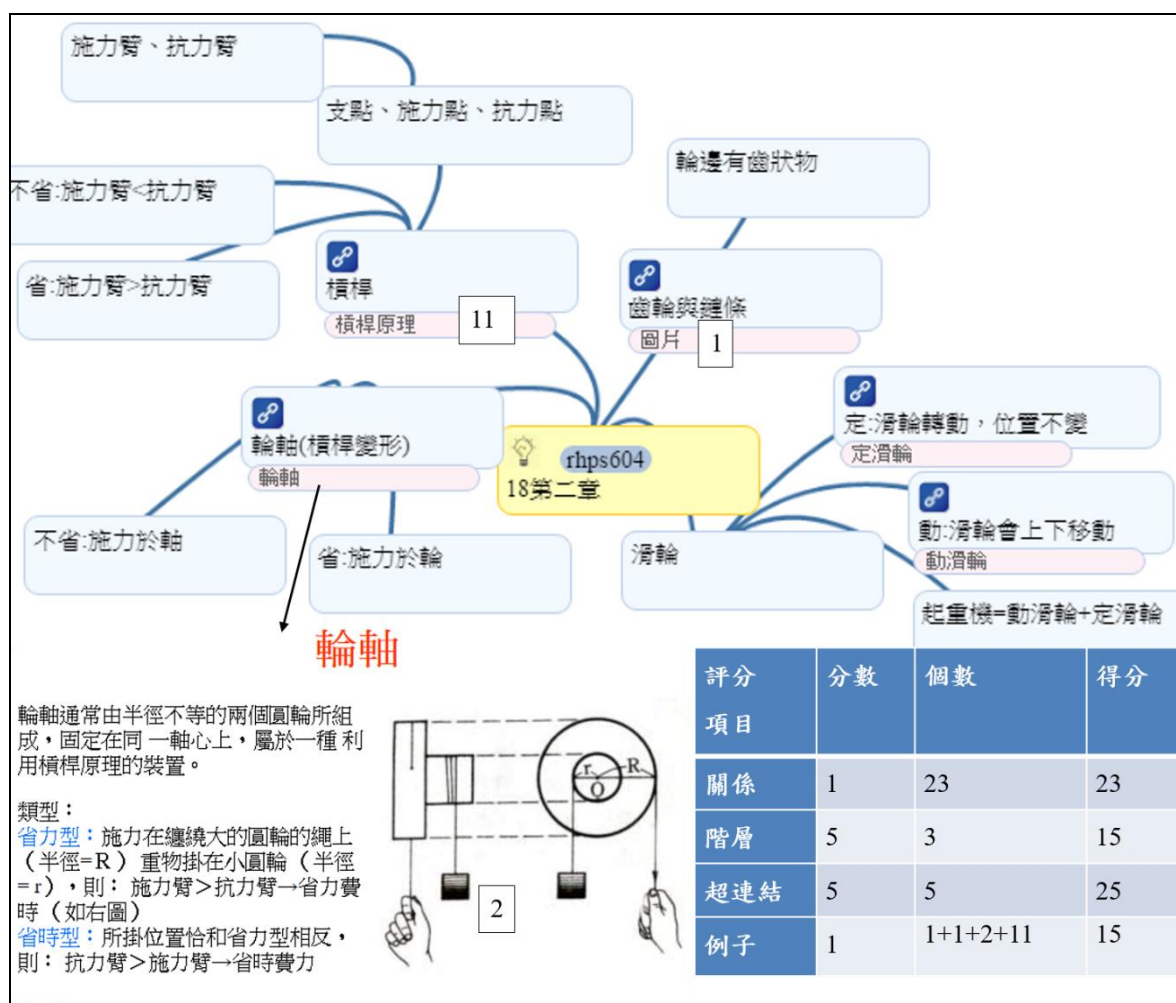 施力臂、抗力臂
支點、施力點、抗力點
輪邊有齒狀物
不省:施力臂<抗力臂
省:施力臂>抗力臂
槓桿
槓桿原理
11
齒輪與鏈條
圖片
1
輪軸(槓桿變形)
輪軸
rhps604
18第二章
定:滑輪轉動，位置不變
定滑輪
動:滑輪會上下移動
動滑輪
不省:施力於軸
省:施力於輪
滑輪
起重機=動滑輪+定滑輪
輪軸
輪軸通常由半徑不等的兩個圓輪所組
成，固定在同 一軸心上，屬於一種 利
用槓桿原理的裝置。
類型：
省力型：施力在纏繞大的圓輪的繩上
（半徑=R ）重物掛在小圓輪（半徑
= r），則： 施力臂＞抗力臂→省力費
時（如右圖）
省時型：所掛位置恰和省力型相反，
則： 抗力臂＞施力臂→省時費力
r R
O
2
評分項目 分數 個數 得分
關係 1 23 23
階層 5 3 15
超連結 5 5 25
例子 1 1+1+2+11 15